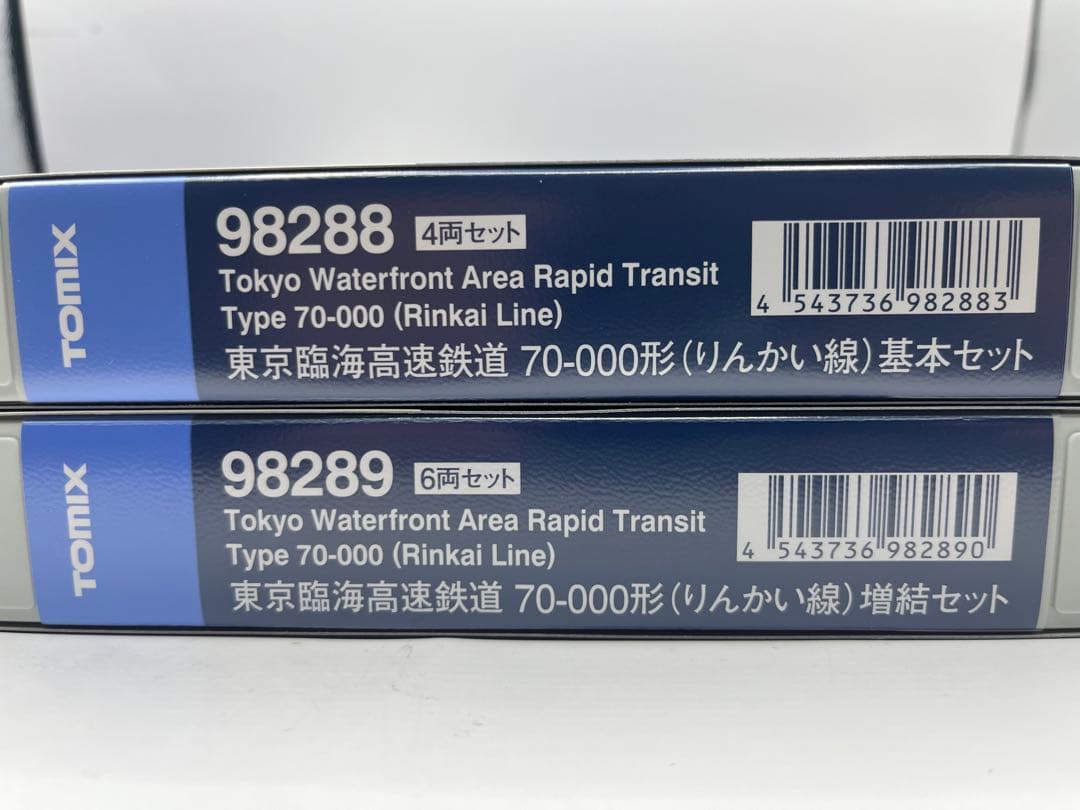 TOMIX
98288 4両セット
Tokyo Waterfront Area Rapid Transit
Type 70-000 (Rinkai Line)
東京臨海高速鉄道 70-000形(りんかい線)基本セット
4 543736 982883
TOMIX
98289 6両セット
Tokyo Waterfront Area Rapid Transit
Type 70-000 (Rinkai Line)
東京臨海高速鉄道 70-000形(りんかい線)増結セット
4 543736 982890